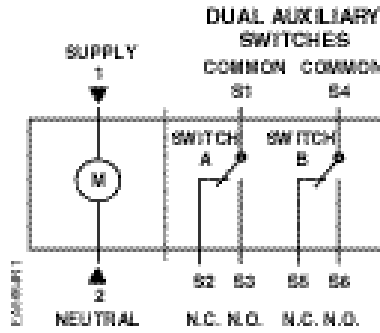 DUAL AUXILIARY
SWITCHES
SUPPLY
1
COMMON COMMON
S1 S4
SWITCH A
SWITCH B
M
2
S2 S3 S5 S6
NEUTRAL
N.C. N.O. N.C. N.O.